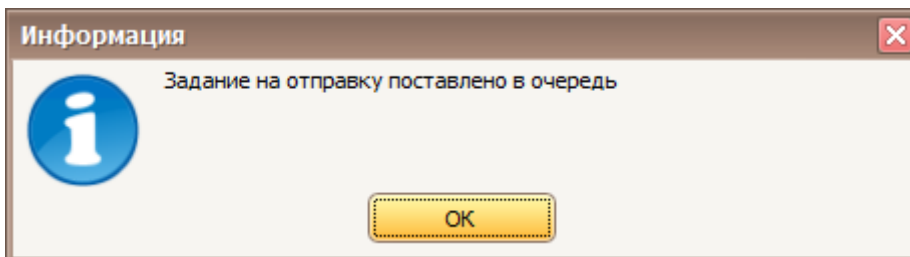 Информация
Задание на отправку поставлено в очередь
ОК